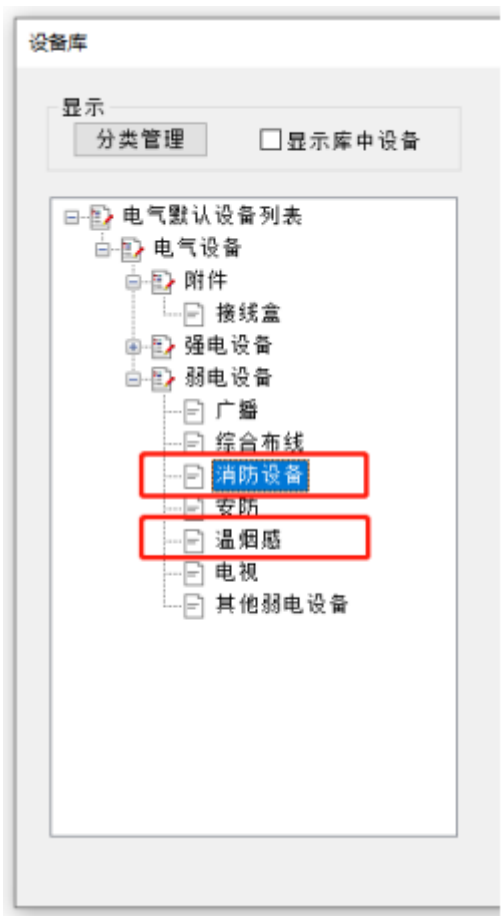 设备库
显示
分类管理
显示库中设备
电气默认设备列表
电气设备
附件
接线盒
强电设备
弱电设备
广播
综合布线
消防设备
安防
温烟感
电视
其他弱电设备